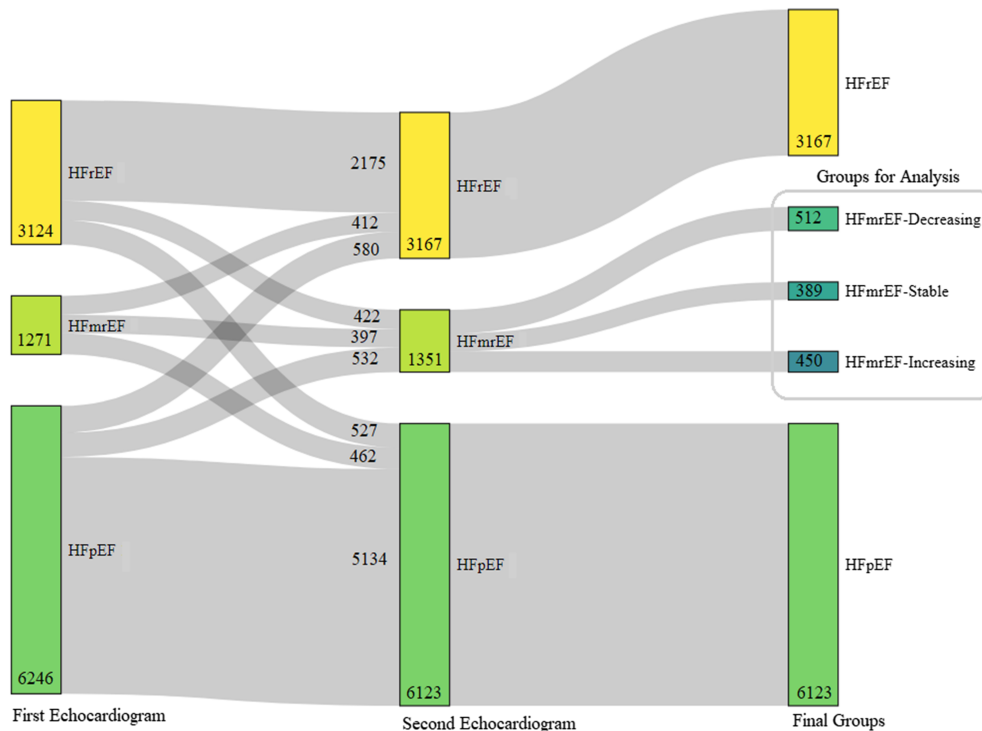 HFrEF
3124
HFmrEF
1271
HFpEF
6246
First Echocardiogram
2175
412
580
HFrEF
3167
422
397
532
HFmrEF
1351
527
462
5134
HFpEF
6123
Second Echocardiogram
HFrEF
3167
Groups for Analysis
512 HFmrEF-Decreasing
389 HFmrEF-Stable
450 HFmrEF-Increasing
HFpEF
6123
Final Groups